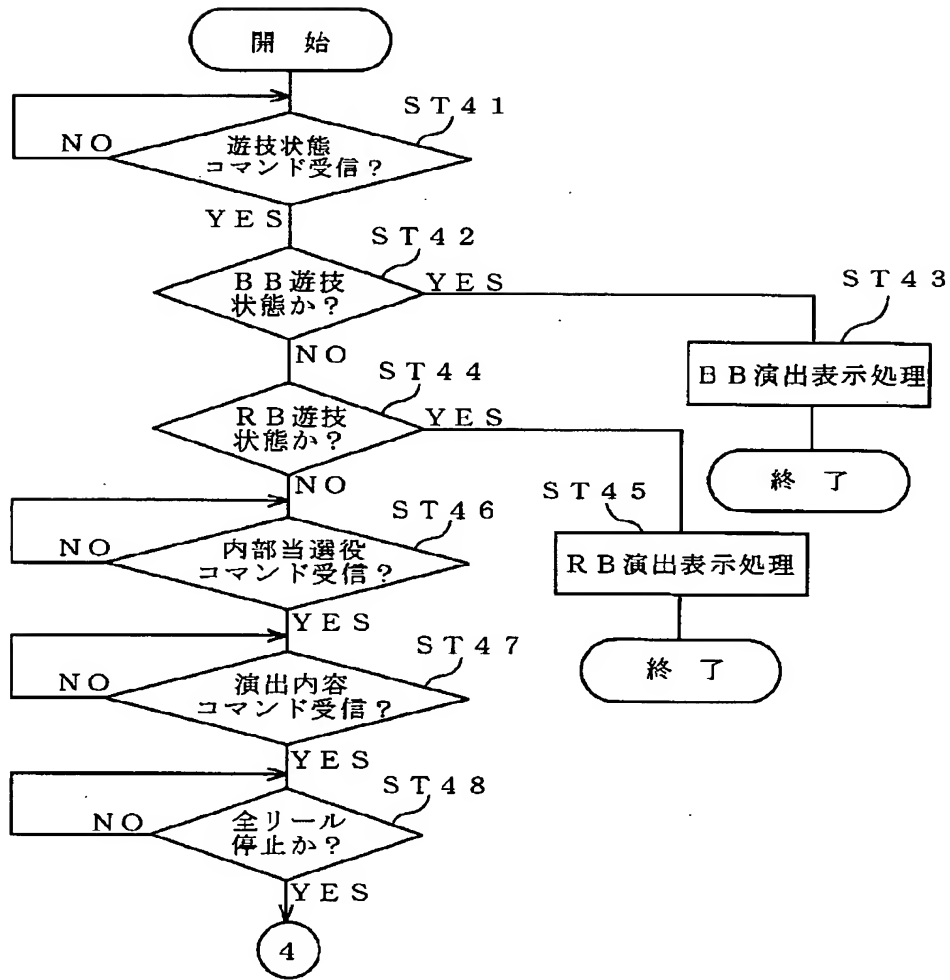 開 始
ST41
NO
遊技状態
コマンド受信？
YES
ST42
BB遊技
状態か？
YES
NO
ST43
BB演出表示処理
終 了
ST44
RB遊技
状態か？
YES
NO
ST45
RB演出表示処理
終 了
ST46
NO
内部当選役
コマンド受信？
YES
ST47
NO
演出内容
コマンド受信？
YES
ST48
NO
全リール
停止か？
YES
4